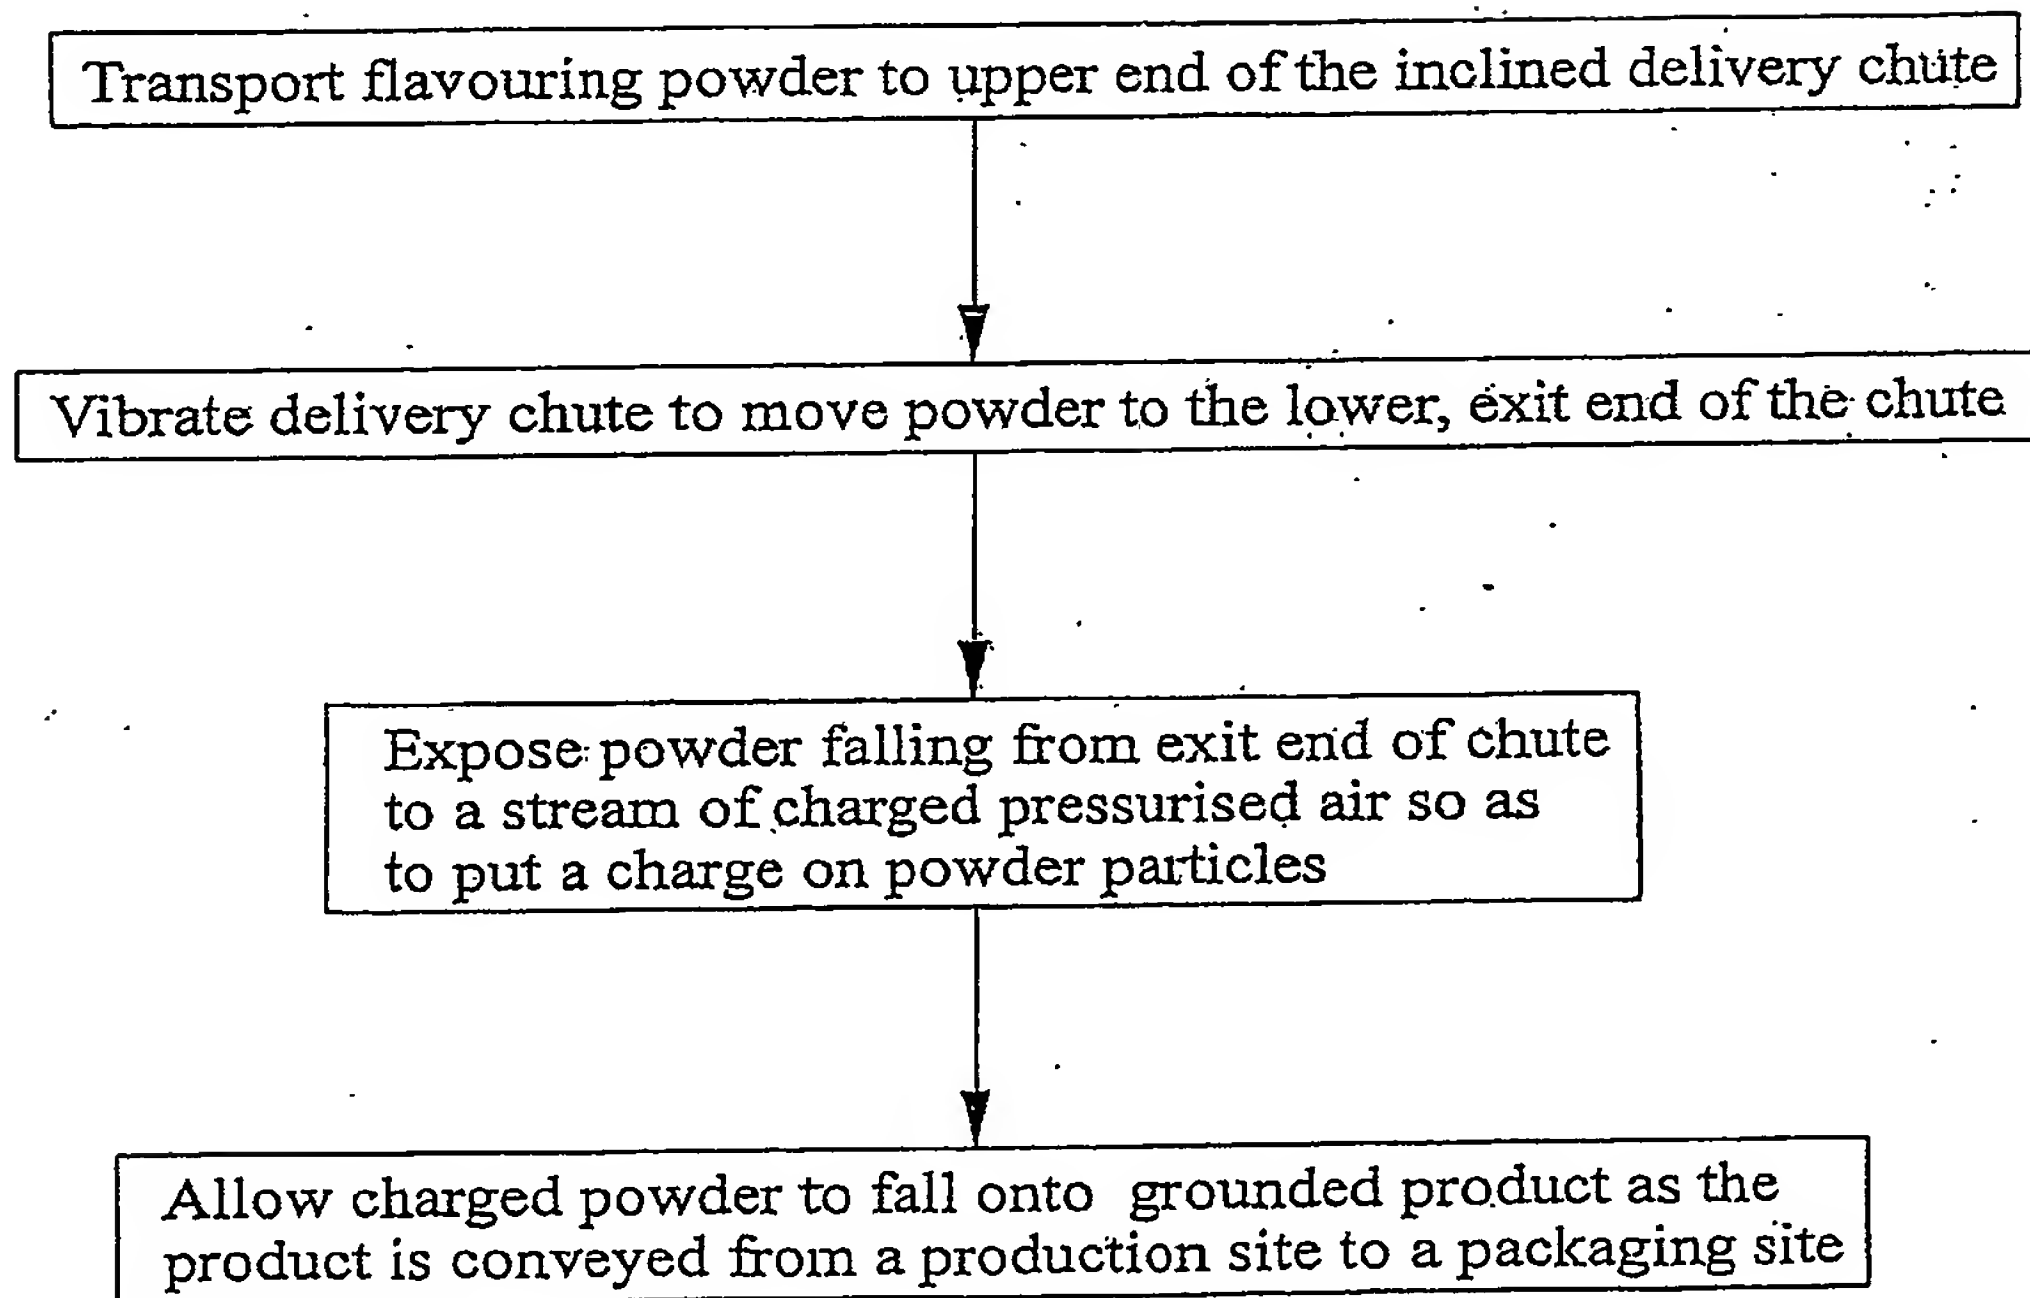 Transport flavouring powder to upper end of the inclined delivery chute
Vibrate delivery chute to move powder to the lower, exit end of the chute
Expose powder falling from exit end of chute
to a stream of charged pressurised air so as
to put a charge on powder particles
Allow charged powder to fall onto grounded product as the
product is conveyed from a production site to a packaging site